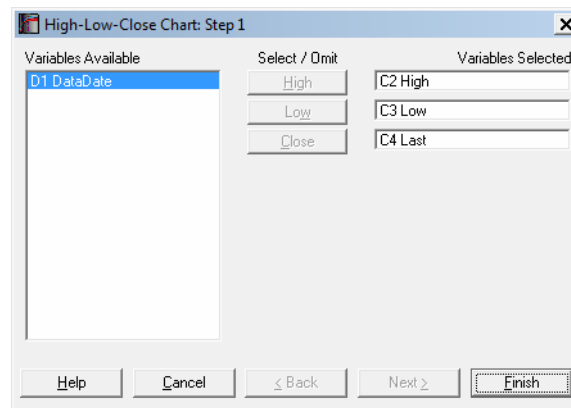 High-Low-Close Chart: Step 1
Variables Available
Select / Omit
Variables Selected
D1 DataDate
High
C2 High
Low
C3 Low
Close
C4 Last
Help
Cancel
< Back
Next >
Finish